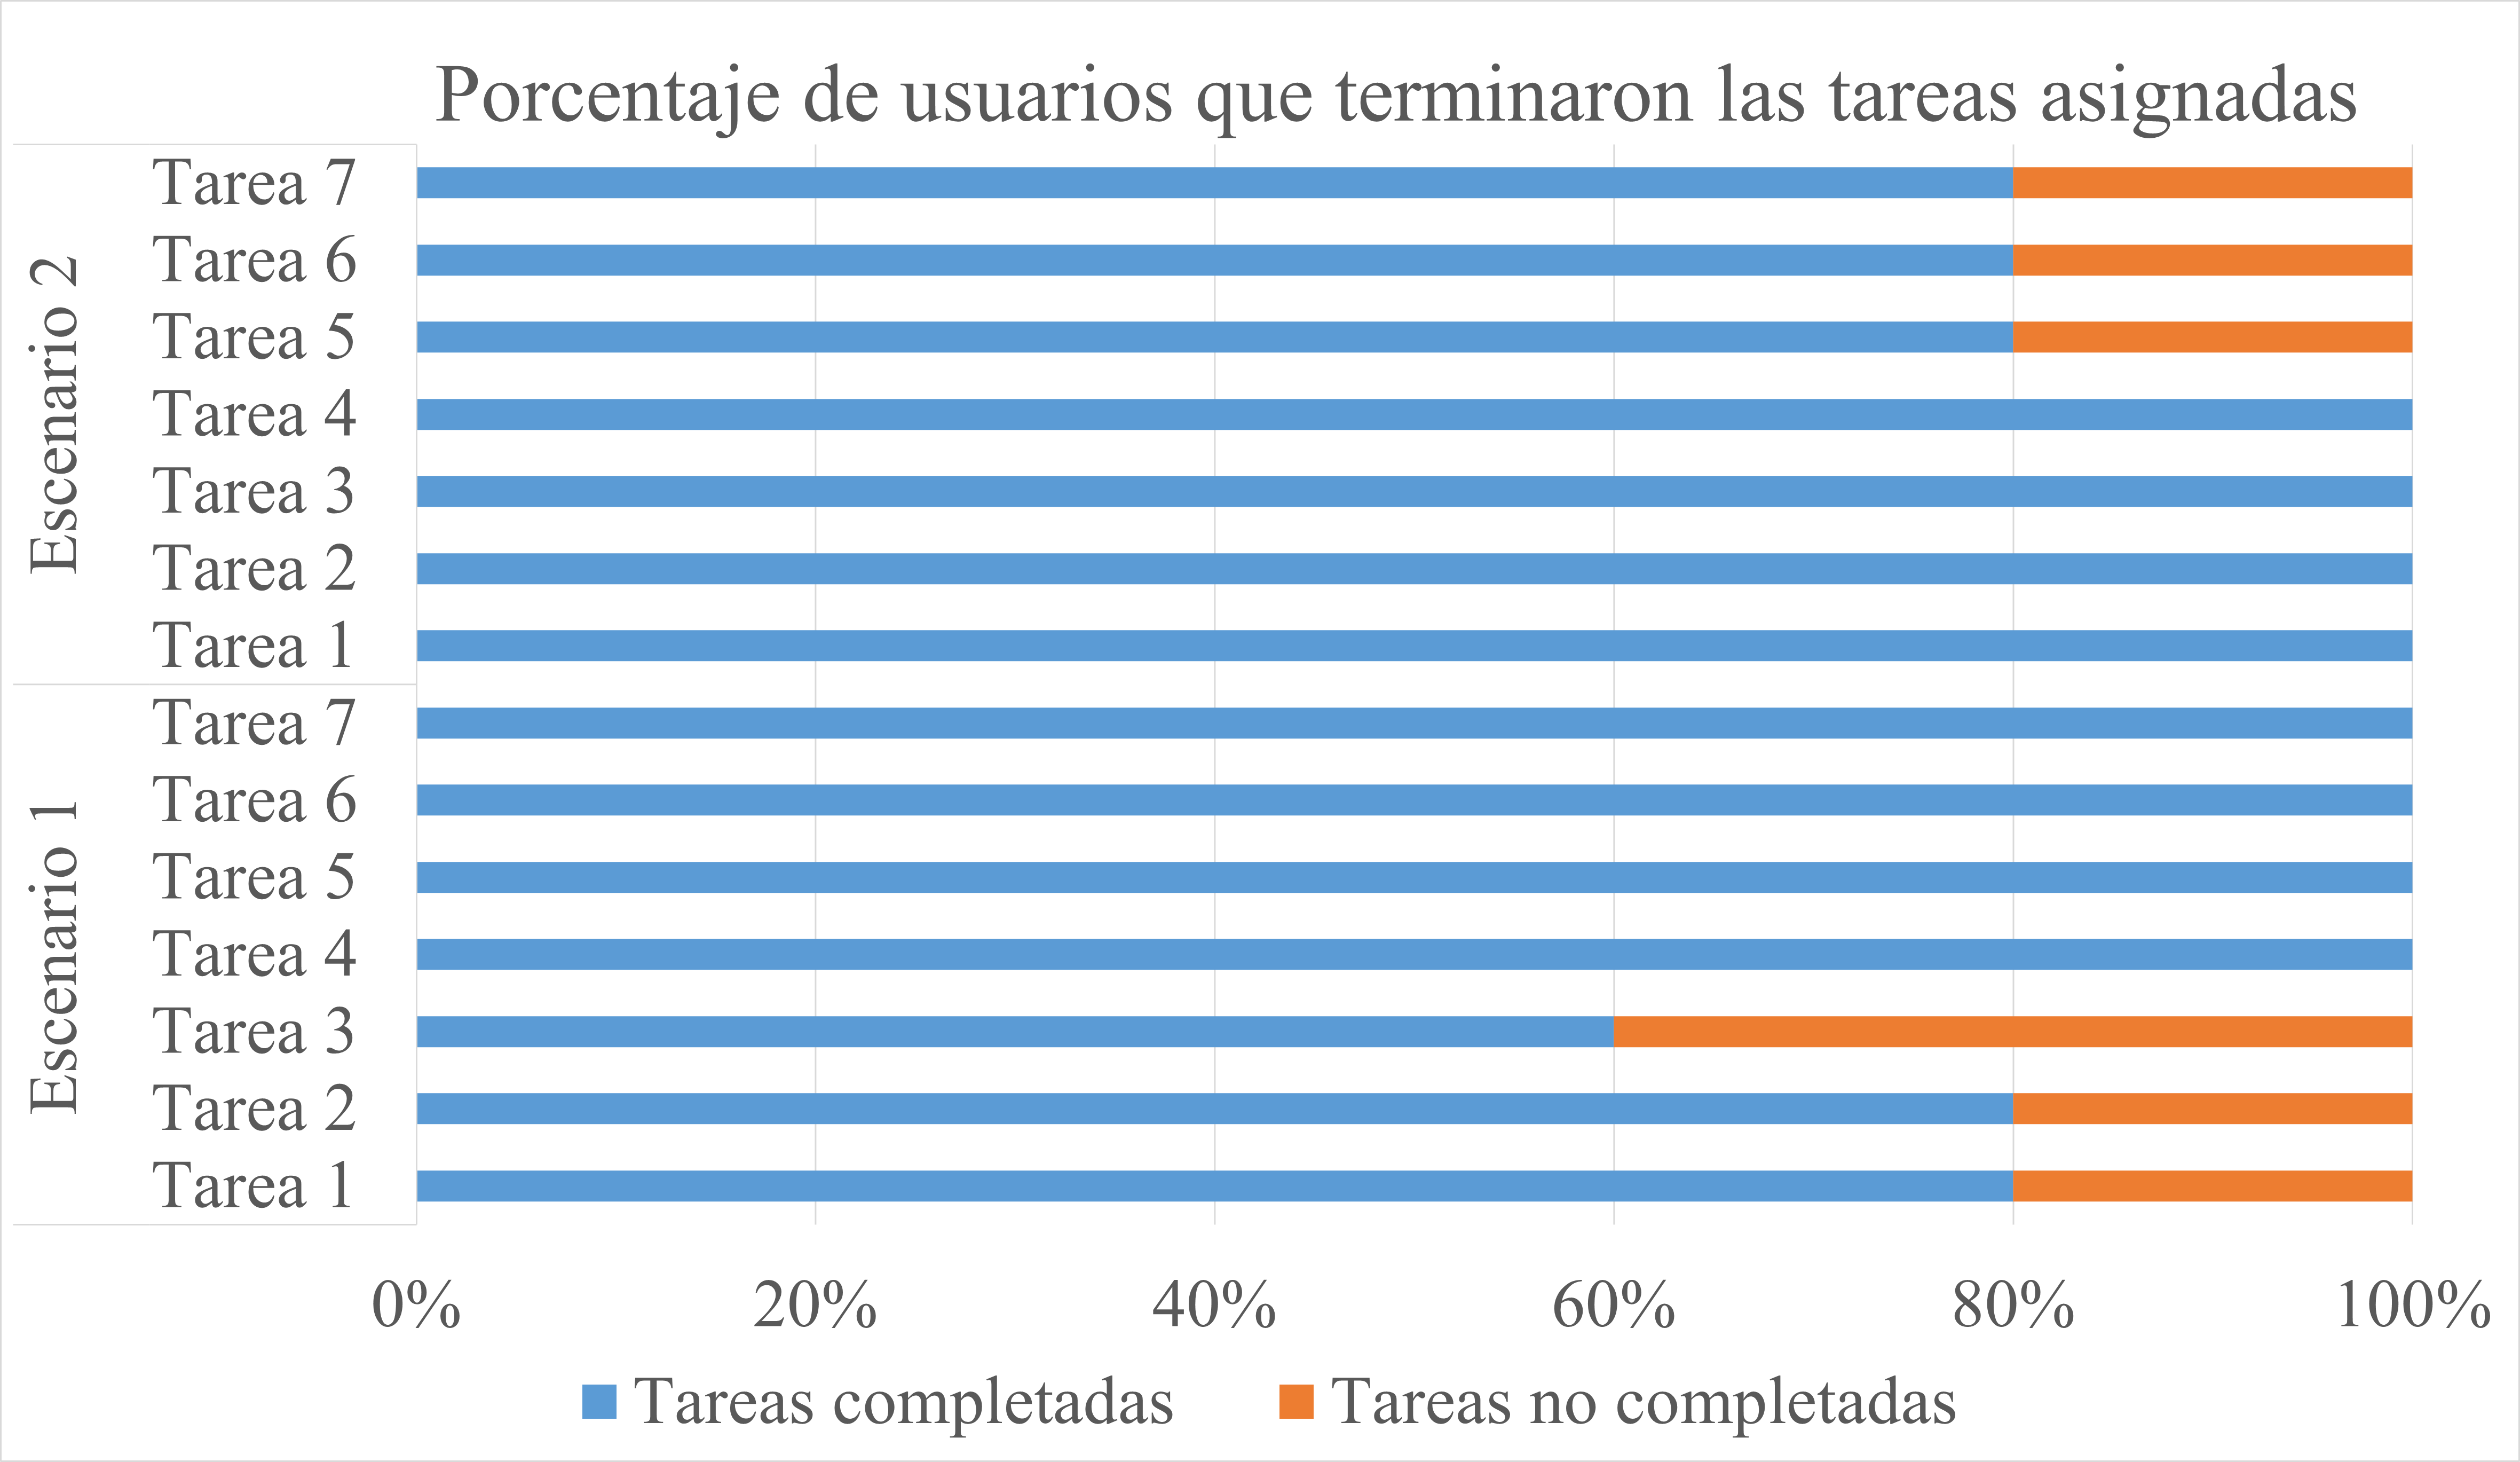 Porcentaje de usuarios que terminaron las tareas asignadas
Escenario 2
Tarea 7
Tarea 6
Tarea 5
Tarea 4
Tarea 3
Tarea 2
Tarea 1
Escenario 1
Tarea 7
Tarea 6
Tarea 5
Tarea 4
Tarea 3
Tarea 2
Tarea 1
0% 20% 40% 60% 80% 100%
Tareas completadas Tareas no completadas